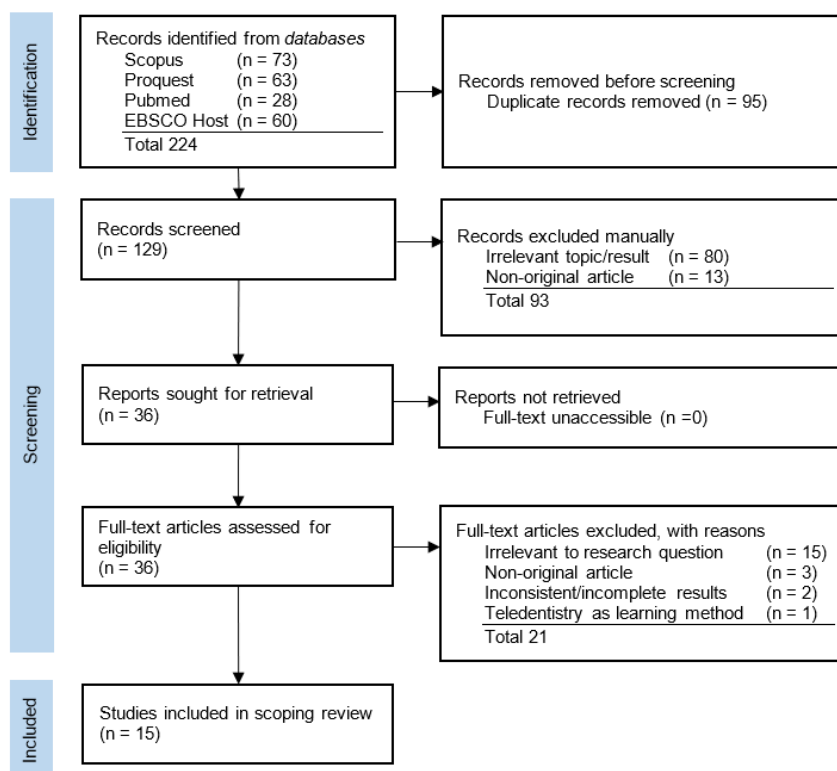 Identification
Records identified from databases
Scopus (n = 73)
Proquest (n = 63)
Pubmed (n = 28)
EBSCO Host (n = 60)
Total 224
Records removed before screening
Duplicate records removed (n = 95)
Screening
Records screened
(n = 129)
Records excluded manually
Irrelevant topic/result (n = 80)
Non-original article (n = 13)
Total 93
Reports sought for retrieval
(n = 36)
Reports not retrieved
Full-text unaccessible (n =0)
Full-text articles assessed for
eligibility
(n = 36)
Full-text articles excluded, with reasons
Irrelevant to research question (n = 15)
Non-original article (n = 3)
Inconsistent/incomplete results (n = 2)
Teledentistry as learning method (n = 1)
Total 21
Included
Studies included in scoping review
(n = 15)